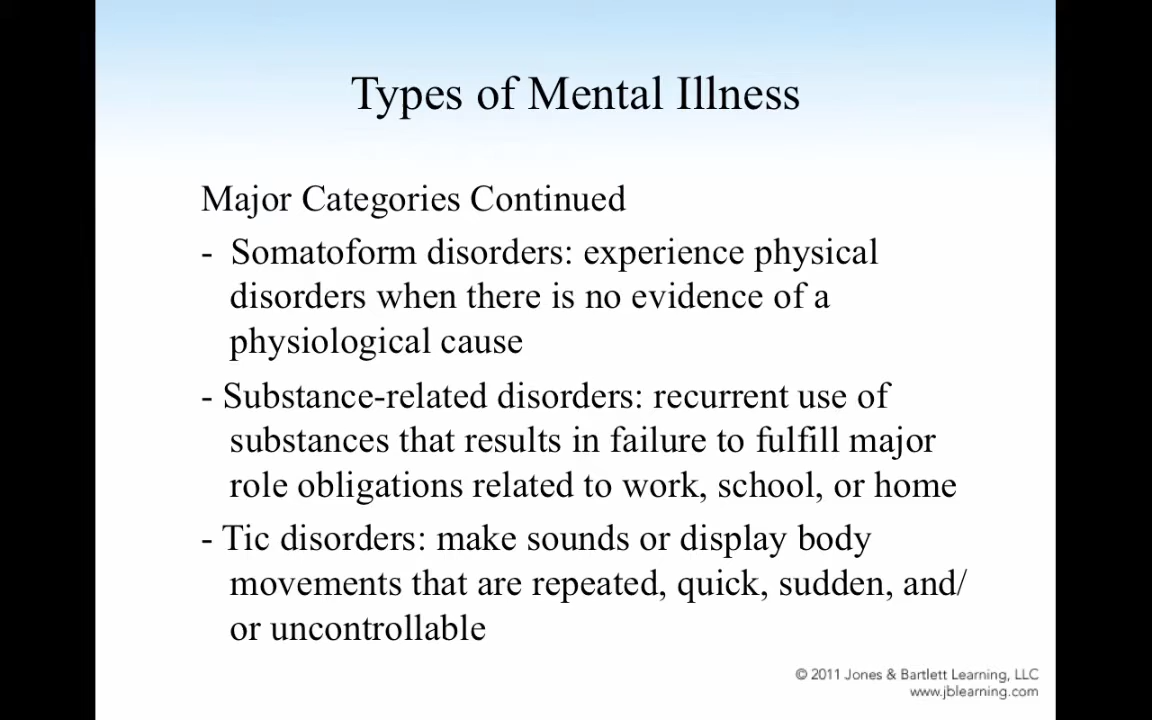 Types of Mental Illness
Major Categories Continued
- Somatoform disorders: experience physical
disorders when there is no evidence of a
physiological cause
- Substance-related disorders: recurrent use of
substances that results in failure to fulfill major
role obligations related to work, school, or home
- Tic disorders: make sounds or display body
movements that are repeated, quick, sudden, and/
or uncontrollable
© 2011 Jones & Bartlett Learning, LLC
www.jblearning.com